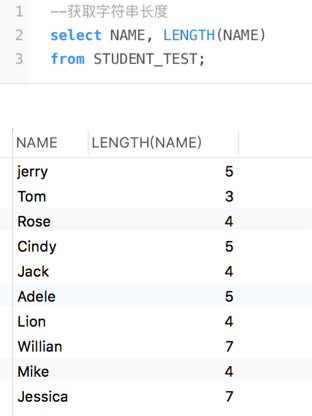 1 --获取字符串长度
2 select NAME, LENGTH(NAME)
3 from STUDENT_TEST;
NAME LENGTH(NAME)
jerry 5
Tom 3
Rose 4
Cindy 5
Jack 4
Adele 5
Lion 4
Willian 7
Mike 4
Jessica 7